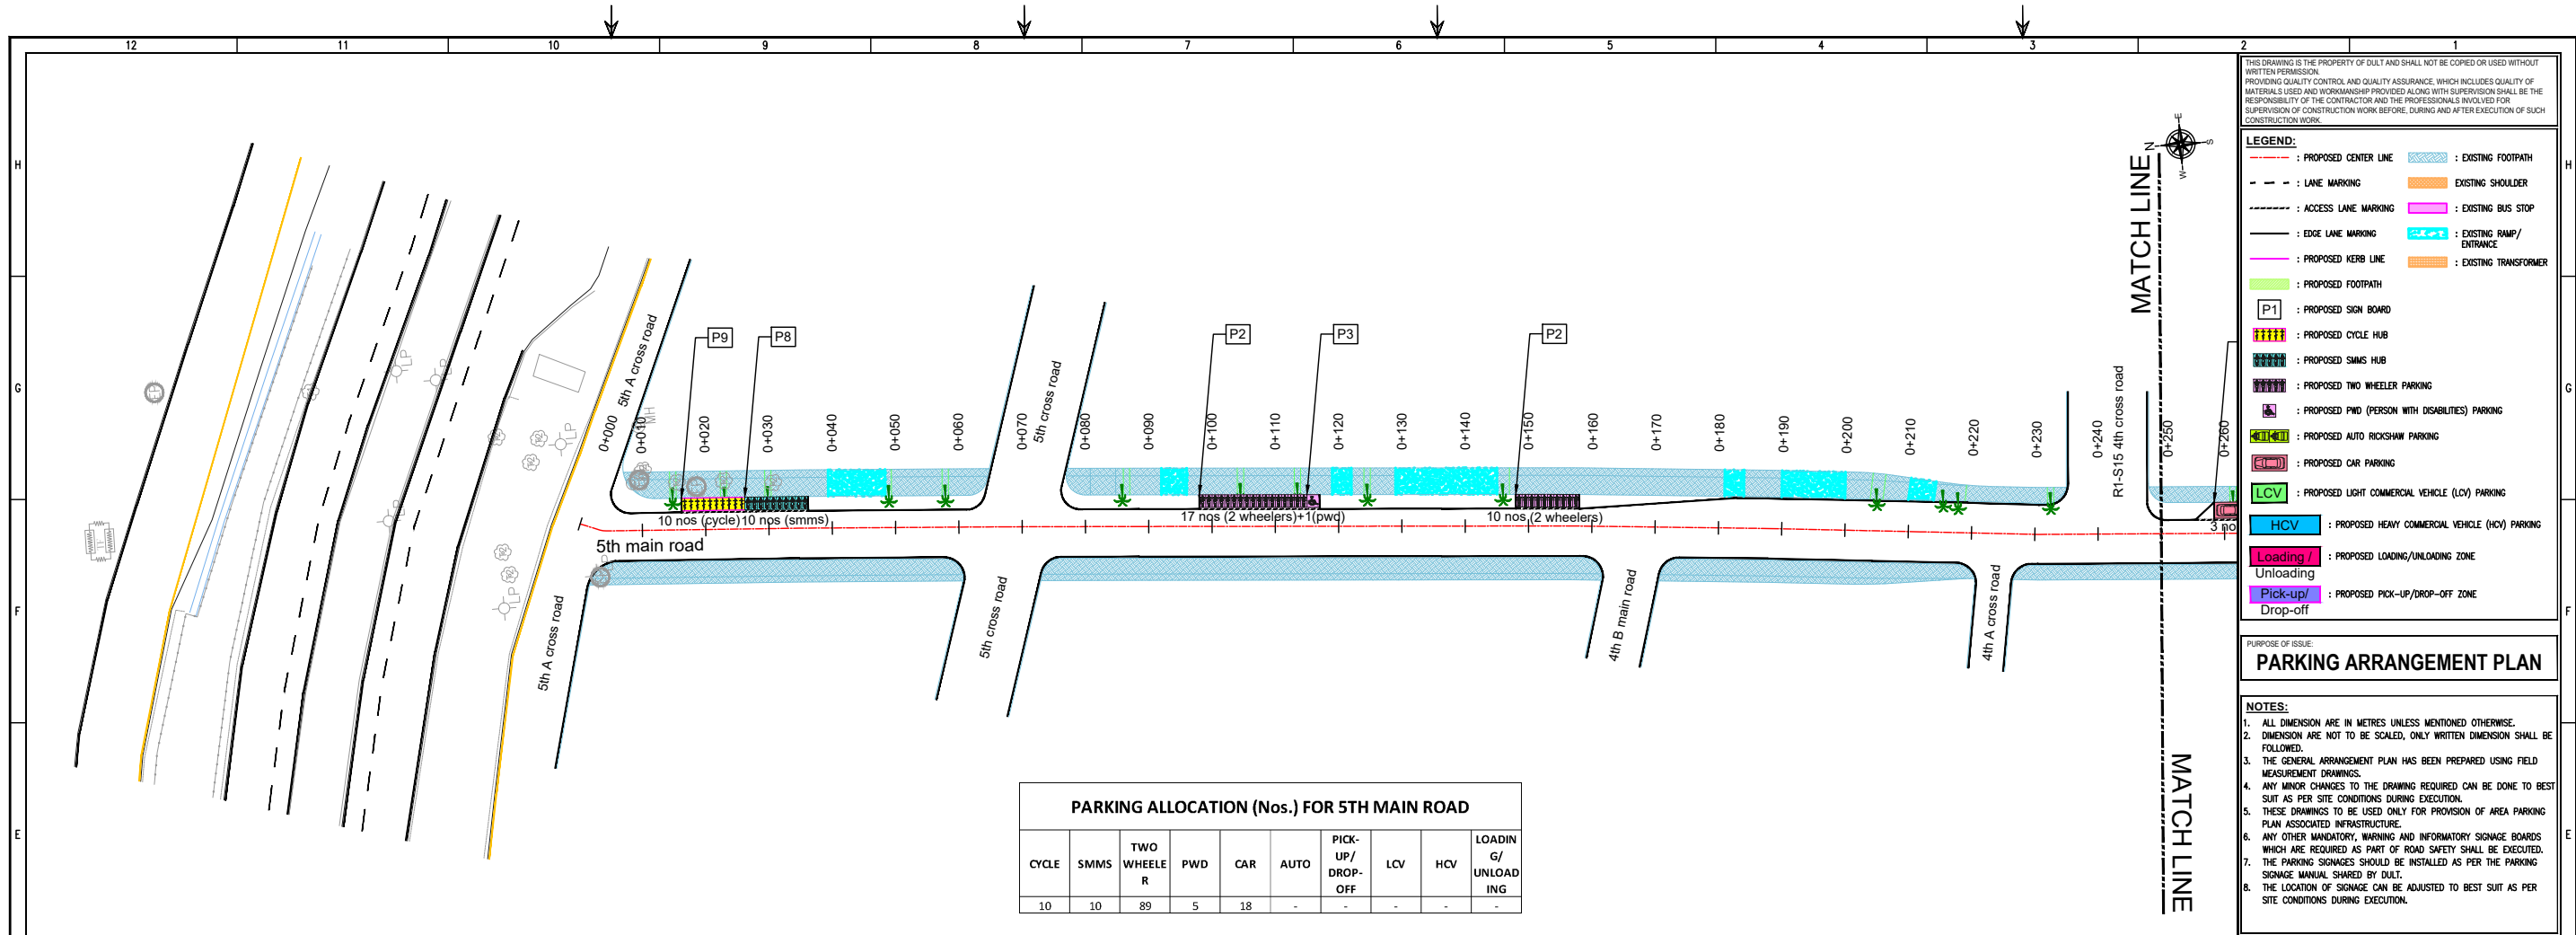 12 11 10 9 8 7 6 5 4 3 2 1
H
G
F
E
H
G
F
E
THIS DRAWING IS THE PROPERTY OF DULT AND SHALL NOT BE COPIED OR USED WITHOUT
WRITTEN PERMISSION.
PROVIDING QUALITY CONTROL AND QUALITY ASSURANCE, WHICH INCLUDES QUALITY OF
MATERIALS USED AND WORKMANSHIP PROVIDED ALONG WITH SUPERVISION SHALL BE THE
RESPONSIBILITY OF THE CONTRACTOR AND THE PROFESSIONALS INVOLVED FOR
SUPERVISION OF CONSTRUCTION WORK BEFORE, DURING AND AFTER EXECUTION OF SUCH
CONSTRUCTION WORK.
LEGEND:
: PROPOSED CENTER LINE
: LANE MARKING
: ACCESS LANE MARKING
: EDGE LANE MARKING
: PROPOSED KERB LINE
: PROPOSED FOOTPATH
P1 : PROPOSED SIGN BOARD
: PROPOSED CYCLE HUB
: PROPOSED SMMS HUB
: PROPOSED TWO WHEELER PARKING
: PROPOSED PWD (PERSON WITH DISABILITIES) PARKING
: PROPOSED AUTO RICKSHAW PARKING
: PROPOSED CAR PARKING
LCV : PROPOSED LIGHT COMMERCIAL VEHICLE (LCV) PARKING
HCV : PROPOSED HEAVY COMMERCIAL VEHICLE (HCV) PARKING
Loading / : PROPOSED LOADING/UNLOADING ZONE
Unloading
Pick-up/ : PROPOSED PICK-UP/DROP-OFF ZONE
Drop-off
: EXISTING FOOTPATH
EXISTING SHOULDER
: EXISTING BUS STOP
: EXISTING RAMP/
ENTRANCE
: EXISTING TRANSFORMER
PURPOSE OF ISSUE:
PARKING ARRANGEMENT PLAN
NOTES:
1. ALL DIMENSION ARE IN METRES UNLESS MENTIONED OTHERWISE.
2. DIMENSION ARE NOT TO BE SCALED, ONLY WRITTEN DIMENSION SHALL BE
FOLLOWED.
3. THE GENERAL ARRANGEMENT PLAN HAS BEEN PREPARED USING FIELD
MEASUREMENT DRAWINGS.
4. ANY MINOR CHANGES TO THE DRAWING REQUIRED CAN BE DONE TO BEST
SUIT AS PER SITE CONDITIONS DURING EXECUTION.
5. THESE DRAWINGS TO BE USED ONLY FOR PROVISION OF AREA PARKING
PLAN ASSOCIATED INFRASTRUCTURE.
6. ANY OTHER MANDATORY, WARNING AND INFORMATORY SIGNAGE BOARDS
WHICH ARE REQUIRED AS PART OF ROAD SAFETY SHALL BE EXECUTED.
7. THE PARKING SIGNAGES SHOULD BE INSTALLED AS PER THE PARKING
SIGNAGE MANUAL SHARED BY DULT.
8. THE LOCATION OF SIGNAGE CAN BE ADJUSTED TO BEST SUIT AS PER
SITE CONDITIONS DURING EXECUTION.
N E S W
MATCH LINE
MATCH LINE
P9 P8 P2 P3 P2
5th A cross road
5th cross road
R1-S15 4th cross road
MH
LP
LP
LP
LP
LP
0+000 0+010 0+020 0+030 0+040 0+050 0+060 0+070 0+080 0+090 0+100 0+110 0+120 0+130 0+140 0+150 0+160 0+170 0+180 0+190 0+200 0+210 0+220 0+230 0+240 0+250 0+260
10 nos (cycle) 10 nos (smms)
17 nos (2 wheelers)+1(pwd)
10 nos (2 wheelers)
3 no
5th main road
5th A cross road
5th cross road
4th B main road
4th A cross road
PARKING ALLOCATION (Nos.) FOR 5TH MAIN ROAD
CYCLE
SMMS
TWO
WHEELE
R
PWD
CAR
AUTO
PICK-
UP/
DROP-
OFF
LCV
HCV
LOADIN
G/
UNLOAD
ING
10 10 89 5 18 - - - - -